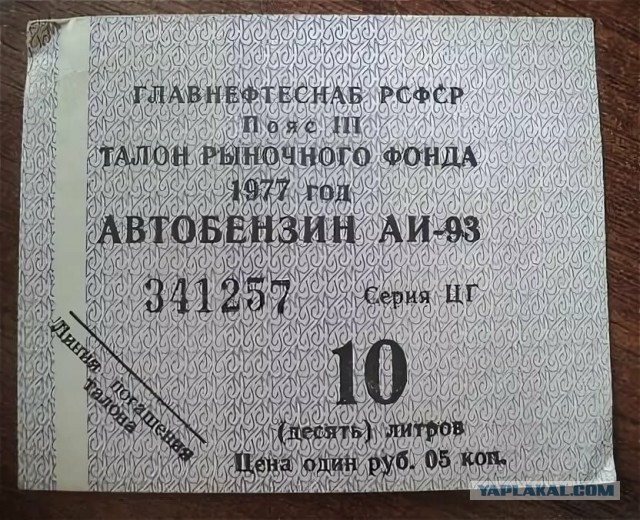 ГЛАВНЕФТЕСНАБ РСФСР
Пояс III
ТАЛОН РЫНОЧНОГО ФОНДА
1977 год
АВТОБЕНЗИН АИ-93
341257 Серия ЦГ
Линия погашения
талона
10
(десять) литров
Цена один руб. 05 коп.
YAPLAKAL.COM